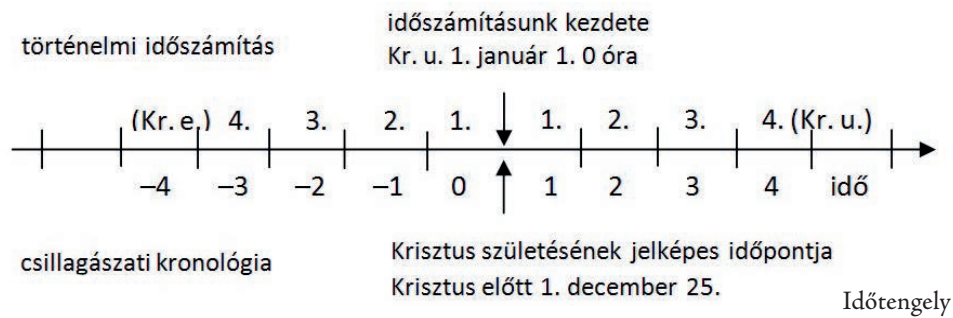 időszámításunk kezdete
történelmi időszámítás
Kr. u. 1. január 1. 0 óra
(Kr. e.) 4. 3. 2. 1. 1. 2. 3. 4. (Kr. u.)
–4 –3 –2 –1 0 1 2 3 4 idő
csillagászati kronológia
Krisztus születésének jelképes időpontja
Krisztus előtt 1. december 25.
Időtengely